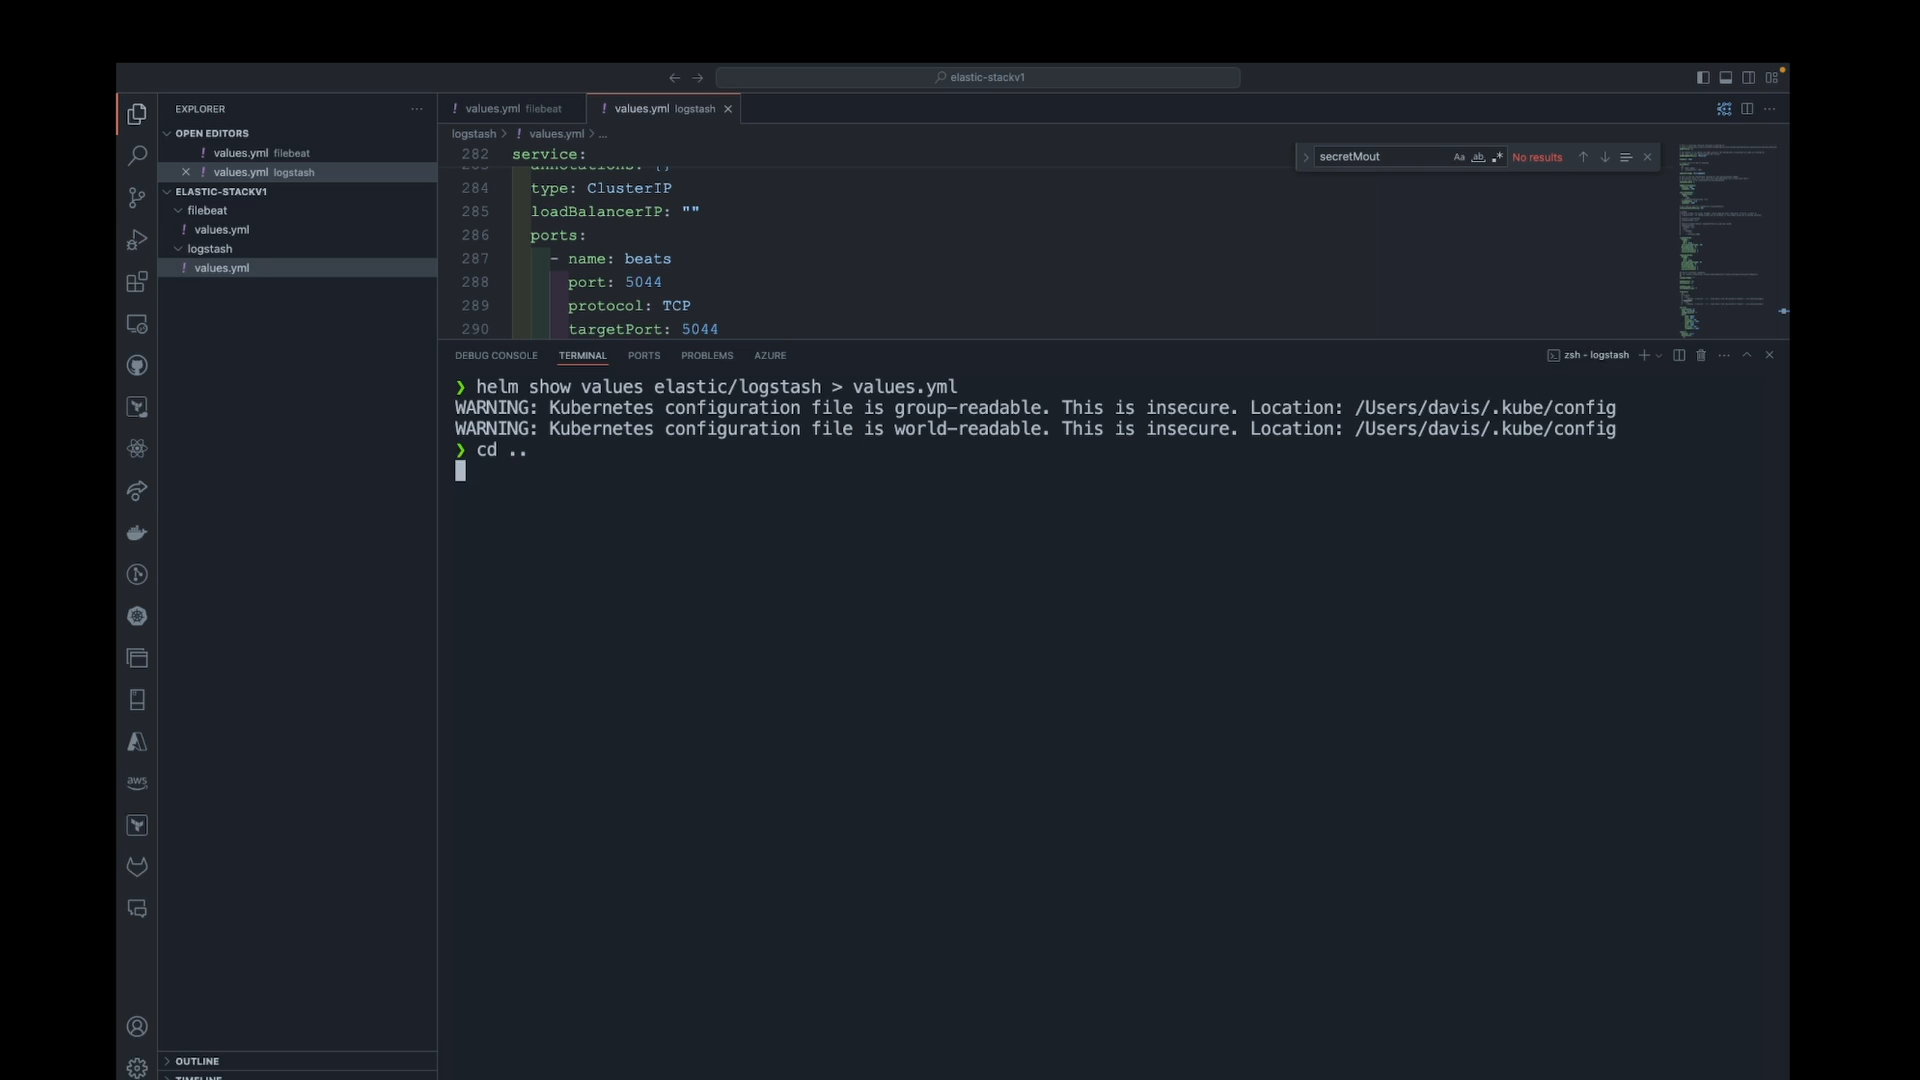 elastic-stackv1
EXPLORER
OPEN EDITORS
! values.yml filebeat
! values.yml logstash
ELASTIC-STACKV1
filebeat
! values.yml
logstash
! values.yml
OUTLINE
TIMELINE
aws
! values.yml filebeat
! values.yml logstash
logstash > ! values.yml > ...
282 service:
283 annotations: {}
284 type: ClusterIP
285 loadBalancerIP: ""
286 ports:
287 - name: beats
288 port: 5044
289 protocol: TCP
290 targetPort: 5044
secretMout Aa ab .* No results
DEBUG CONSOLE TERMINAL PORTS PROBLEMS AZURE
zsh - logstash
❯ helm show values elastic/logstash > values.yml
WARNING: Kubernetes configuration file is group-readable. This is insecure. Location: /Users/davis/.kube/config
WARNING: Kubernetes configuration file is world-readable. This is insecure. Location: /Users/davis/.kube/config
❯ cd ..